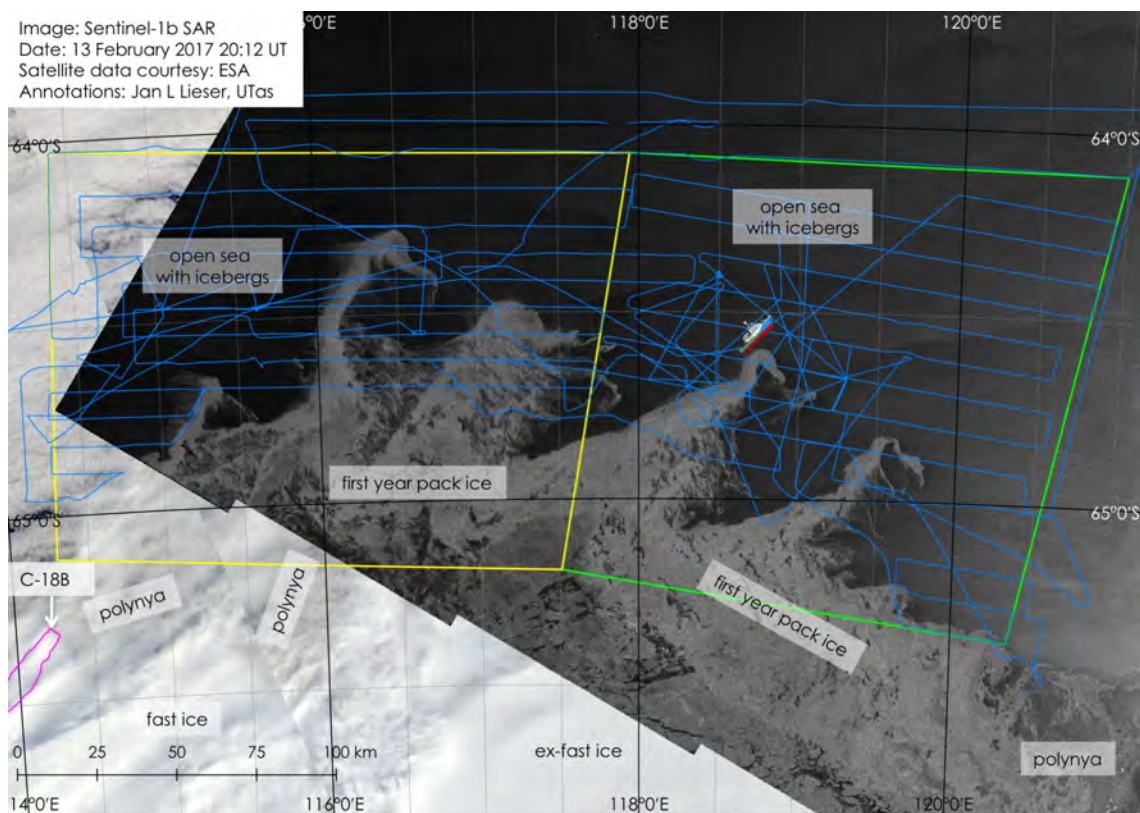 Image: Sentinel-1b SAR
Date: 13 February 2017 20:12 UT
Satellite data courtesy: ESA
Annotations: Jan L Lieser, UTas
°0'E
118°0'E
120°0'E
64°0'S
64°0'S
open sea
with icebergs
open sea
with icebergs
first year pack ice
65°0'S
65°0'S
C-18B
polynya
polynya
first year pack ice
fast ice
ex-fast ice
polynya
0
25
50
75
100 km
14°0'E
116°0'E
118°0'E
120°0'E